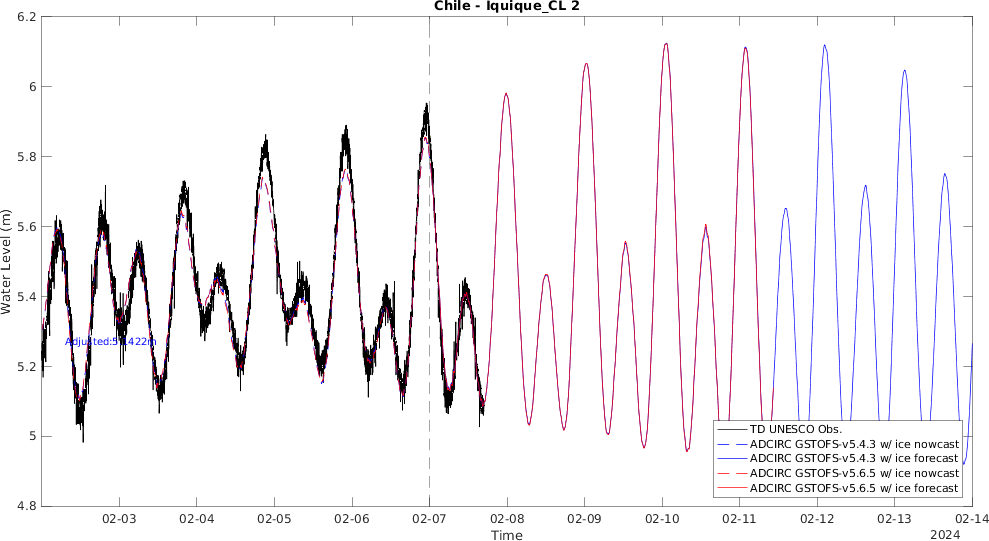 Chile - Iquique_CL 2
6.2
6
5.8
5.6
5.4
5.2
5
4.8
Water Level (m)
TD UNESCO Obs.
ADCIRC GSTOFS-v5.4.3 w/ ice nowcast
ADCIRC GSTOFS-v5.4.3 w/ ice forecast
ADCIRC GSTOFS-v5.6.5 w/ ice nowcast
ADCIRC GSTOFS-v5.6.5 w/ ice forecast
02-03 02-04 02-05 02-06 02-07 02-08 02-09 02-10 02-11 02-12 02-13 02-14
Time
2024